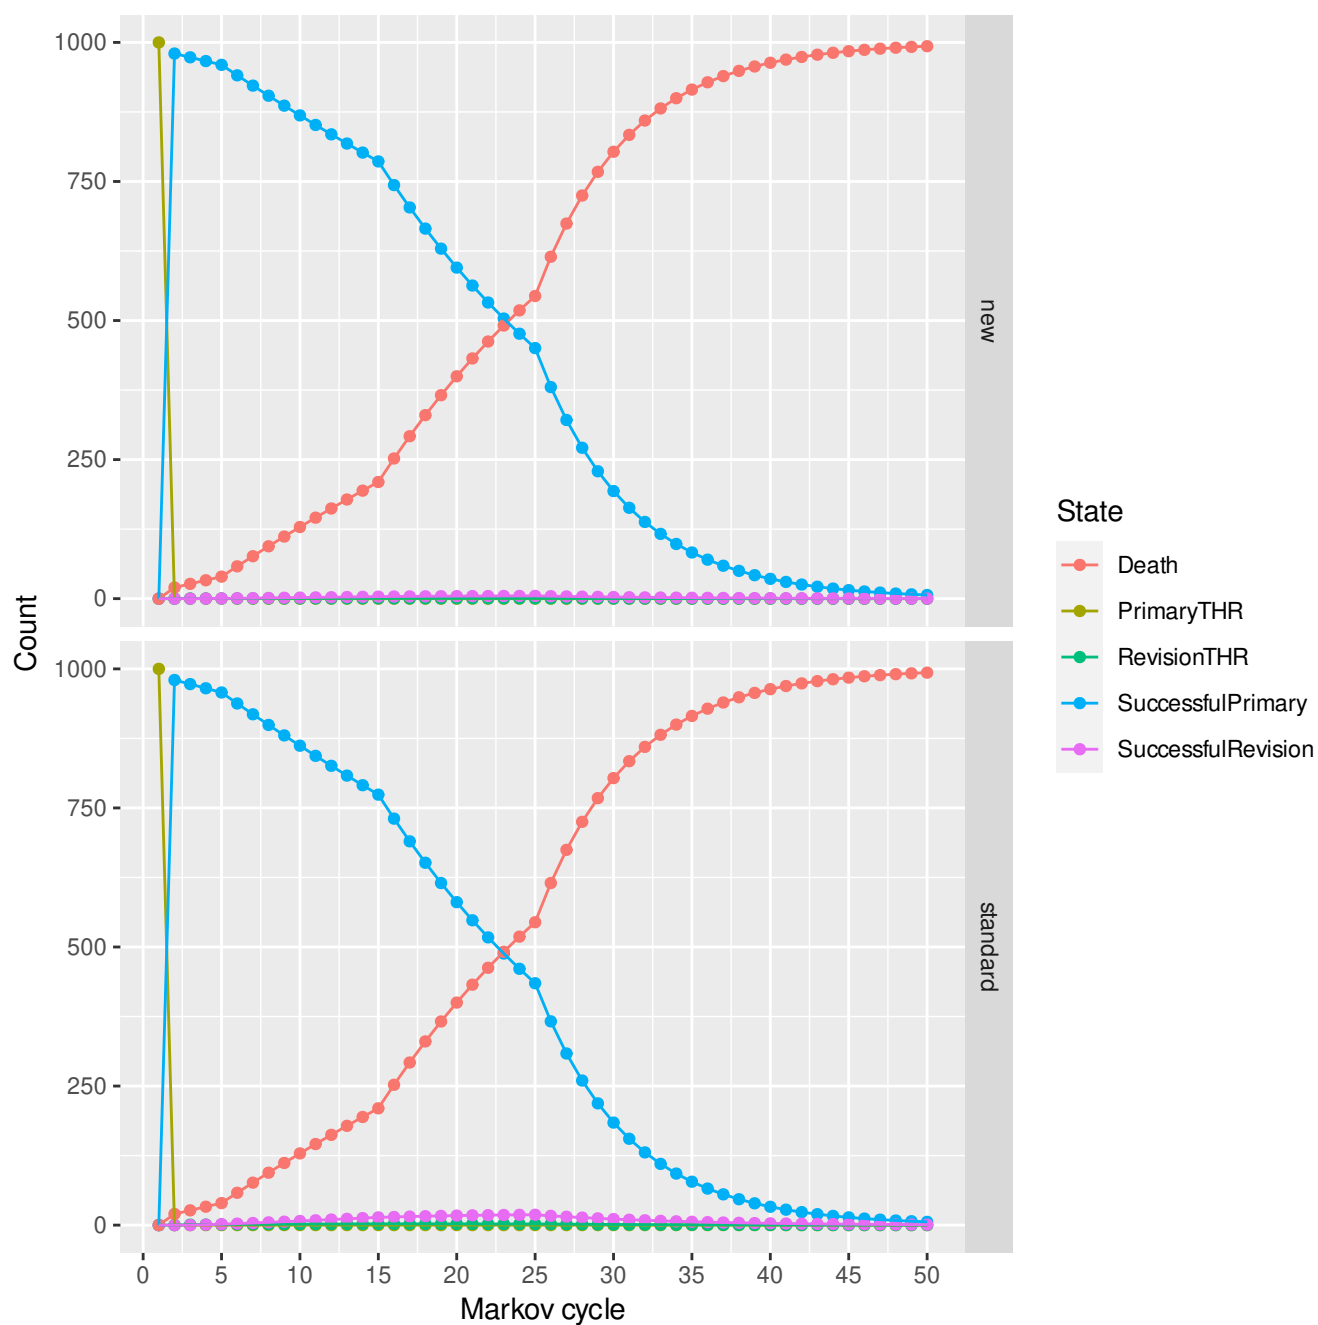 1000
750
500
250
0
new
Count
1000
750
500
250
0
standard
0 5 10 15 20 25 30 35 40 45 50
Markov cycle
State
Death
PrimaryTHR
RevisionTHR
SuccessfulPrimary
SuccessfulRevision